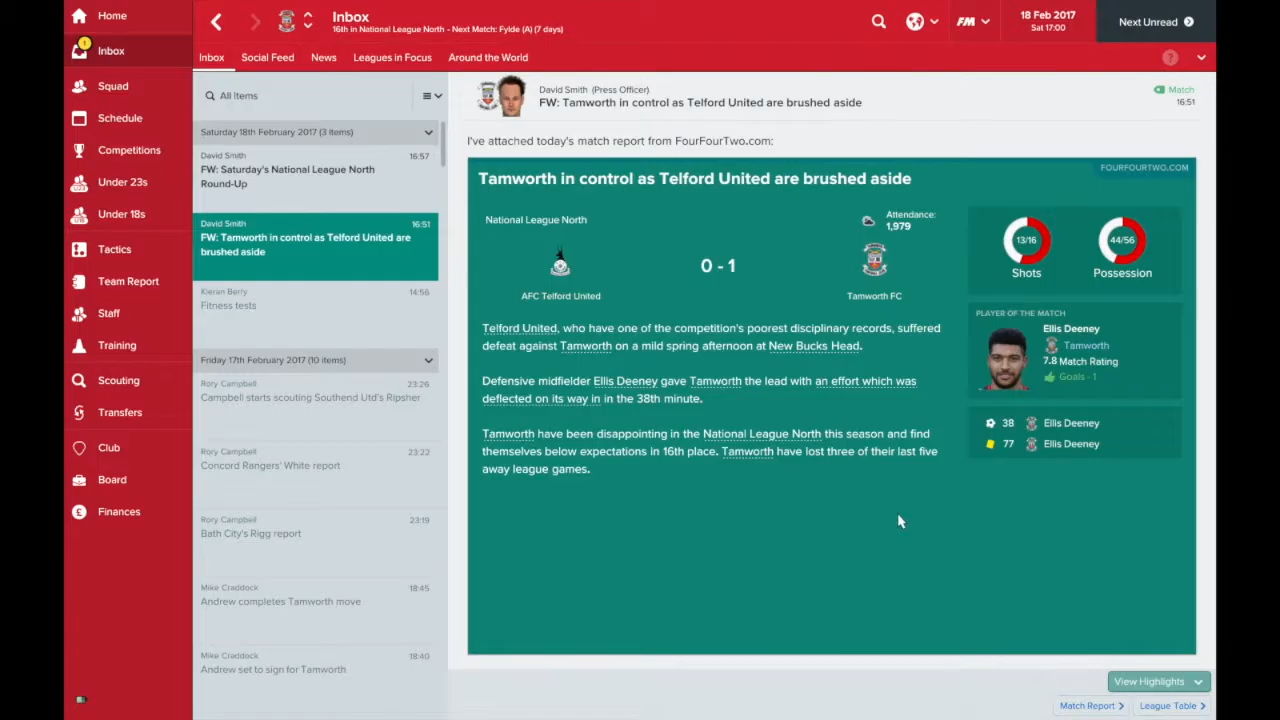 Home
Inbox
Squad
Schedule
Competitions
Under 23s
Under 18s
Tactics
Team Report
Staff
Training
Scouting
Transfers
Club
Board
Finances
Inbox
16th in National League North - Next Match: Fylde (A) (7 days)
FM
18 Feb 2017
Sat 17:00
Next Unread
Inbox
Social Feed
News
Leagues in Focus
Around the World
?
All Items
Saturday 18th February 2017 (3 items)
David Smith 16:57
FW: Saturday's National League North
Round-Up
David Smith 16:51
FW: Tamworth in control as Telford United are
brushed aside
Kieran Berry 14:56
Fitness tests
Friday 17th February 2017 (10 items)
Rory Campbell 23:26
Campbell starts scouting Southend Utd's Ripsher
Rory Campbell 23:22
Concord Rangers' White report
Rory Campbell 23:19
Bath City's Rigg report
Mike Craddock 18:45
Andrew completes Tamworth move
Mike Craddock 18:40
Andrew set to sign for Tamworth
David Smith (Press Officer)
FW: Tamworth in control as Telford United are brushed aside
Match
16:51
I've attached today's match report from FourFourTwo.com:
FOURFOURTWO.COM
Tamworth in control as Telford United are brushed aside
National League North
Attendance:
1,979
0 - 1
AFC Telford United
Tamworth FC
13/16
Shots
44/56
Possession
PLAYER OF THE MATCH
Ellis Deeney
Tamworth
7.8 Match Rating
Goals - 1
38 Ellis Deeney
77 Ellis Deeney
Telford United, who have one of the competition's poorest disciplinary records, suffered
defeat against Tamworth on a mild spring afternoon at New Bucks Head.
Defensive midfielder Ellis Deeney gave Tamworth the lead with an effort which was
deflected on its way in in the 38th minute.
Tamworth have been disappointing in the National League North this season and find
themselves below expectations in 16th place. Tamworth have lost three of their last five
away league games.
View Highlights
Match Report
League Table